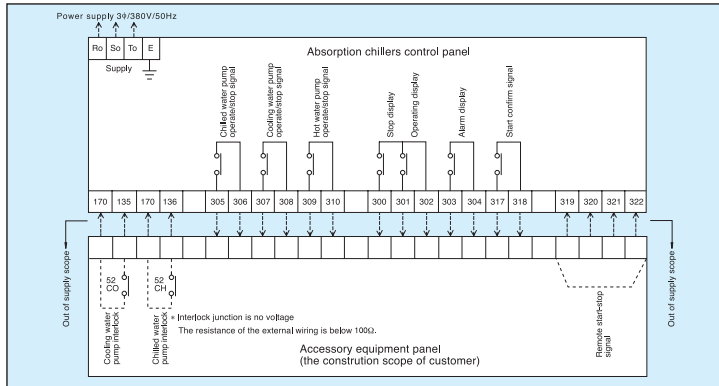 Power supply 3φ/380V/50Hz
Ro So To E
Supply
Absorption chillers control panel
Chilled water pump
operate/stop signal
Cooling water pump
operate/stop signal
Hot water pump
operate/stop signal
Stop display
Operating display
Alarm display
Start confirm signal
170 135 170 136 305 306 307 308 309 310 300 301 302 303 304 317 318 319 320 321 322
Out of supply scope
Out of supply scope
52
CO
52
CH
Cooling water
pump interlock
Chilled water
pump interlock
* Interlock junction is no voltage
The resistance of the external wiring is below 100Ω.
Remote start-stop
signal
Accessory equipment panel
(the constrution scope of customer)